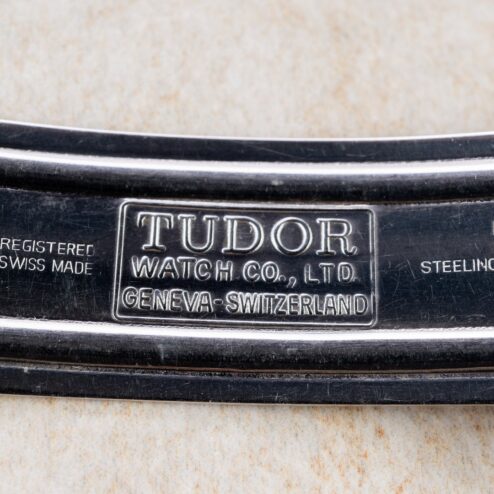 REGISTERED
SWISS MADE
TUDOR
WATCH CO., LTD.
GENEVA-SWITZERLAND
STEELINO